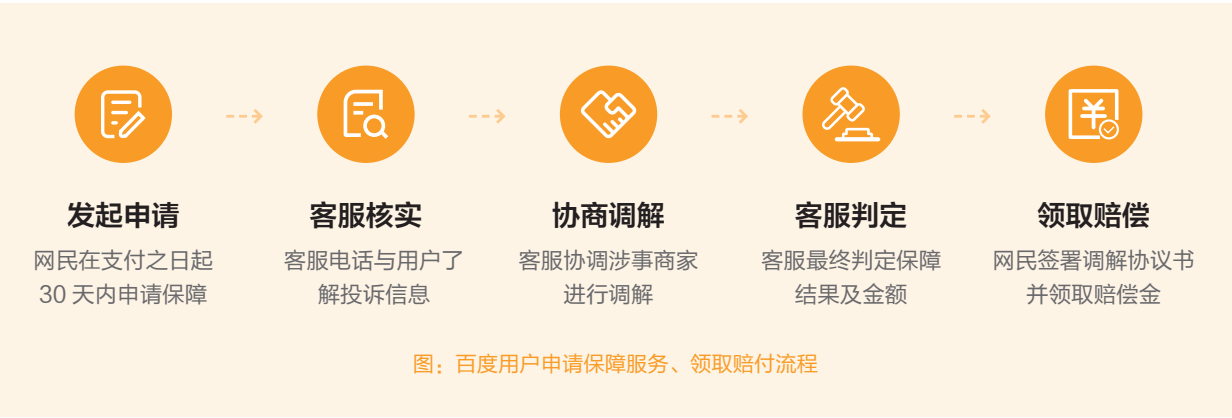 发起申请
网民在支付之日起
30 天内申请保障
客服核实
客服电话与用户了
解投诉信息
协商调解
客服协调涉事商家
进行调解
客服判定
客服最终判定保障
结果及金额
领取赔偿
网民签署调解协议书
并领取赔偿金
图：百度用户申请保障服务、领取赔付流程